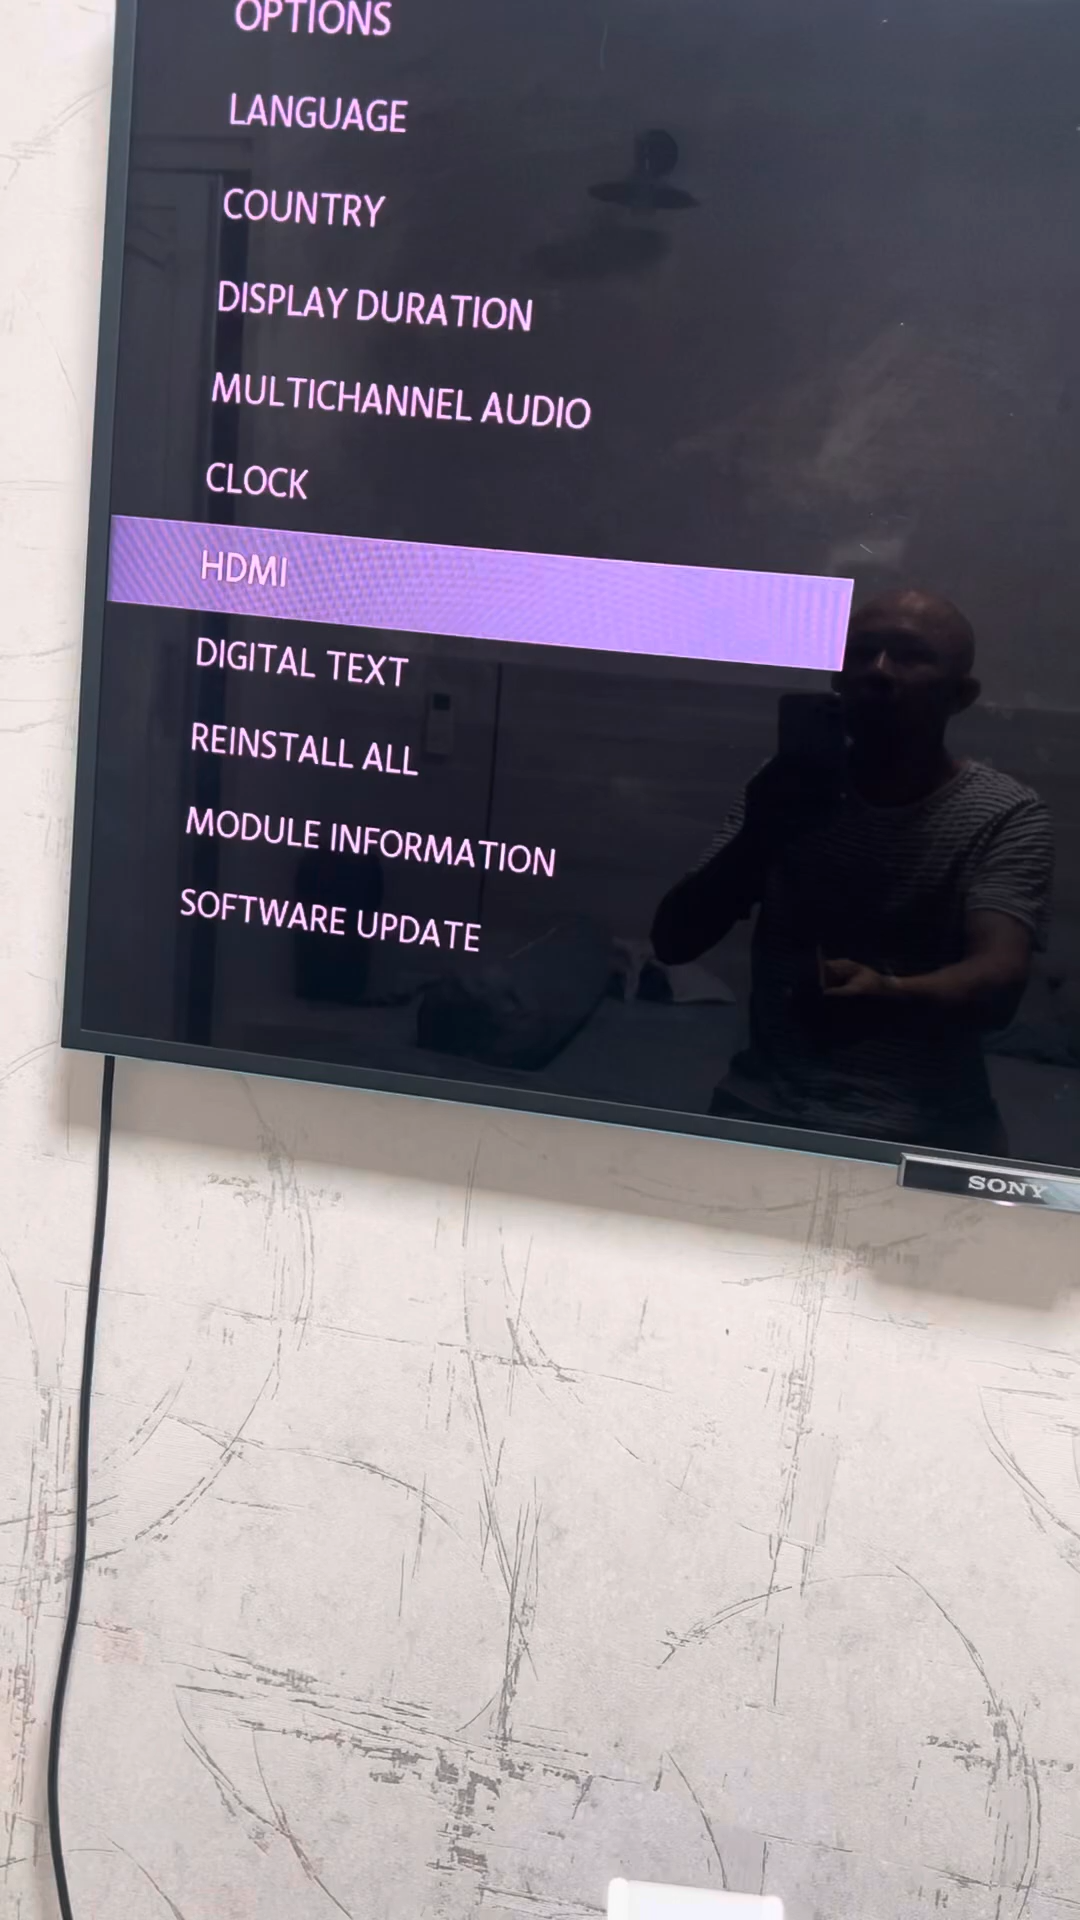 OPTIONS
LANGUAGE
COUNTRY
DISPLAY DURATION
MULTICHANNEL AUDIO
CLOCK
HDMI
DIGITAL TEXT
REINSTALL ALL
MODULE INFORMATION
SOFTWARE UPDATE
SONY